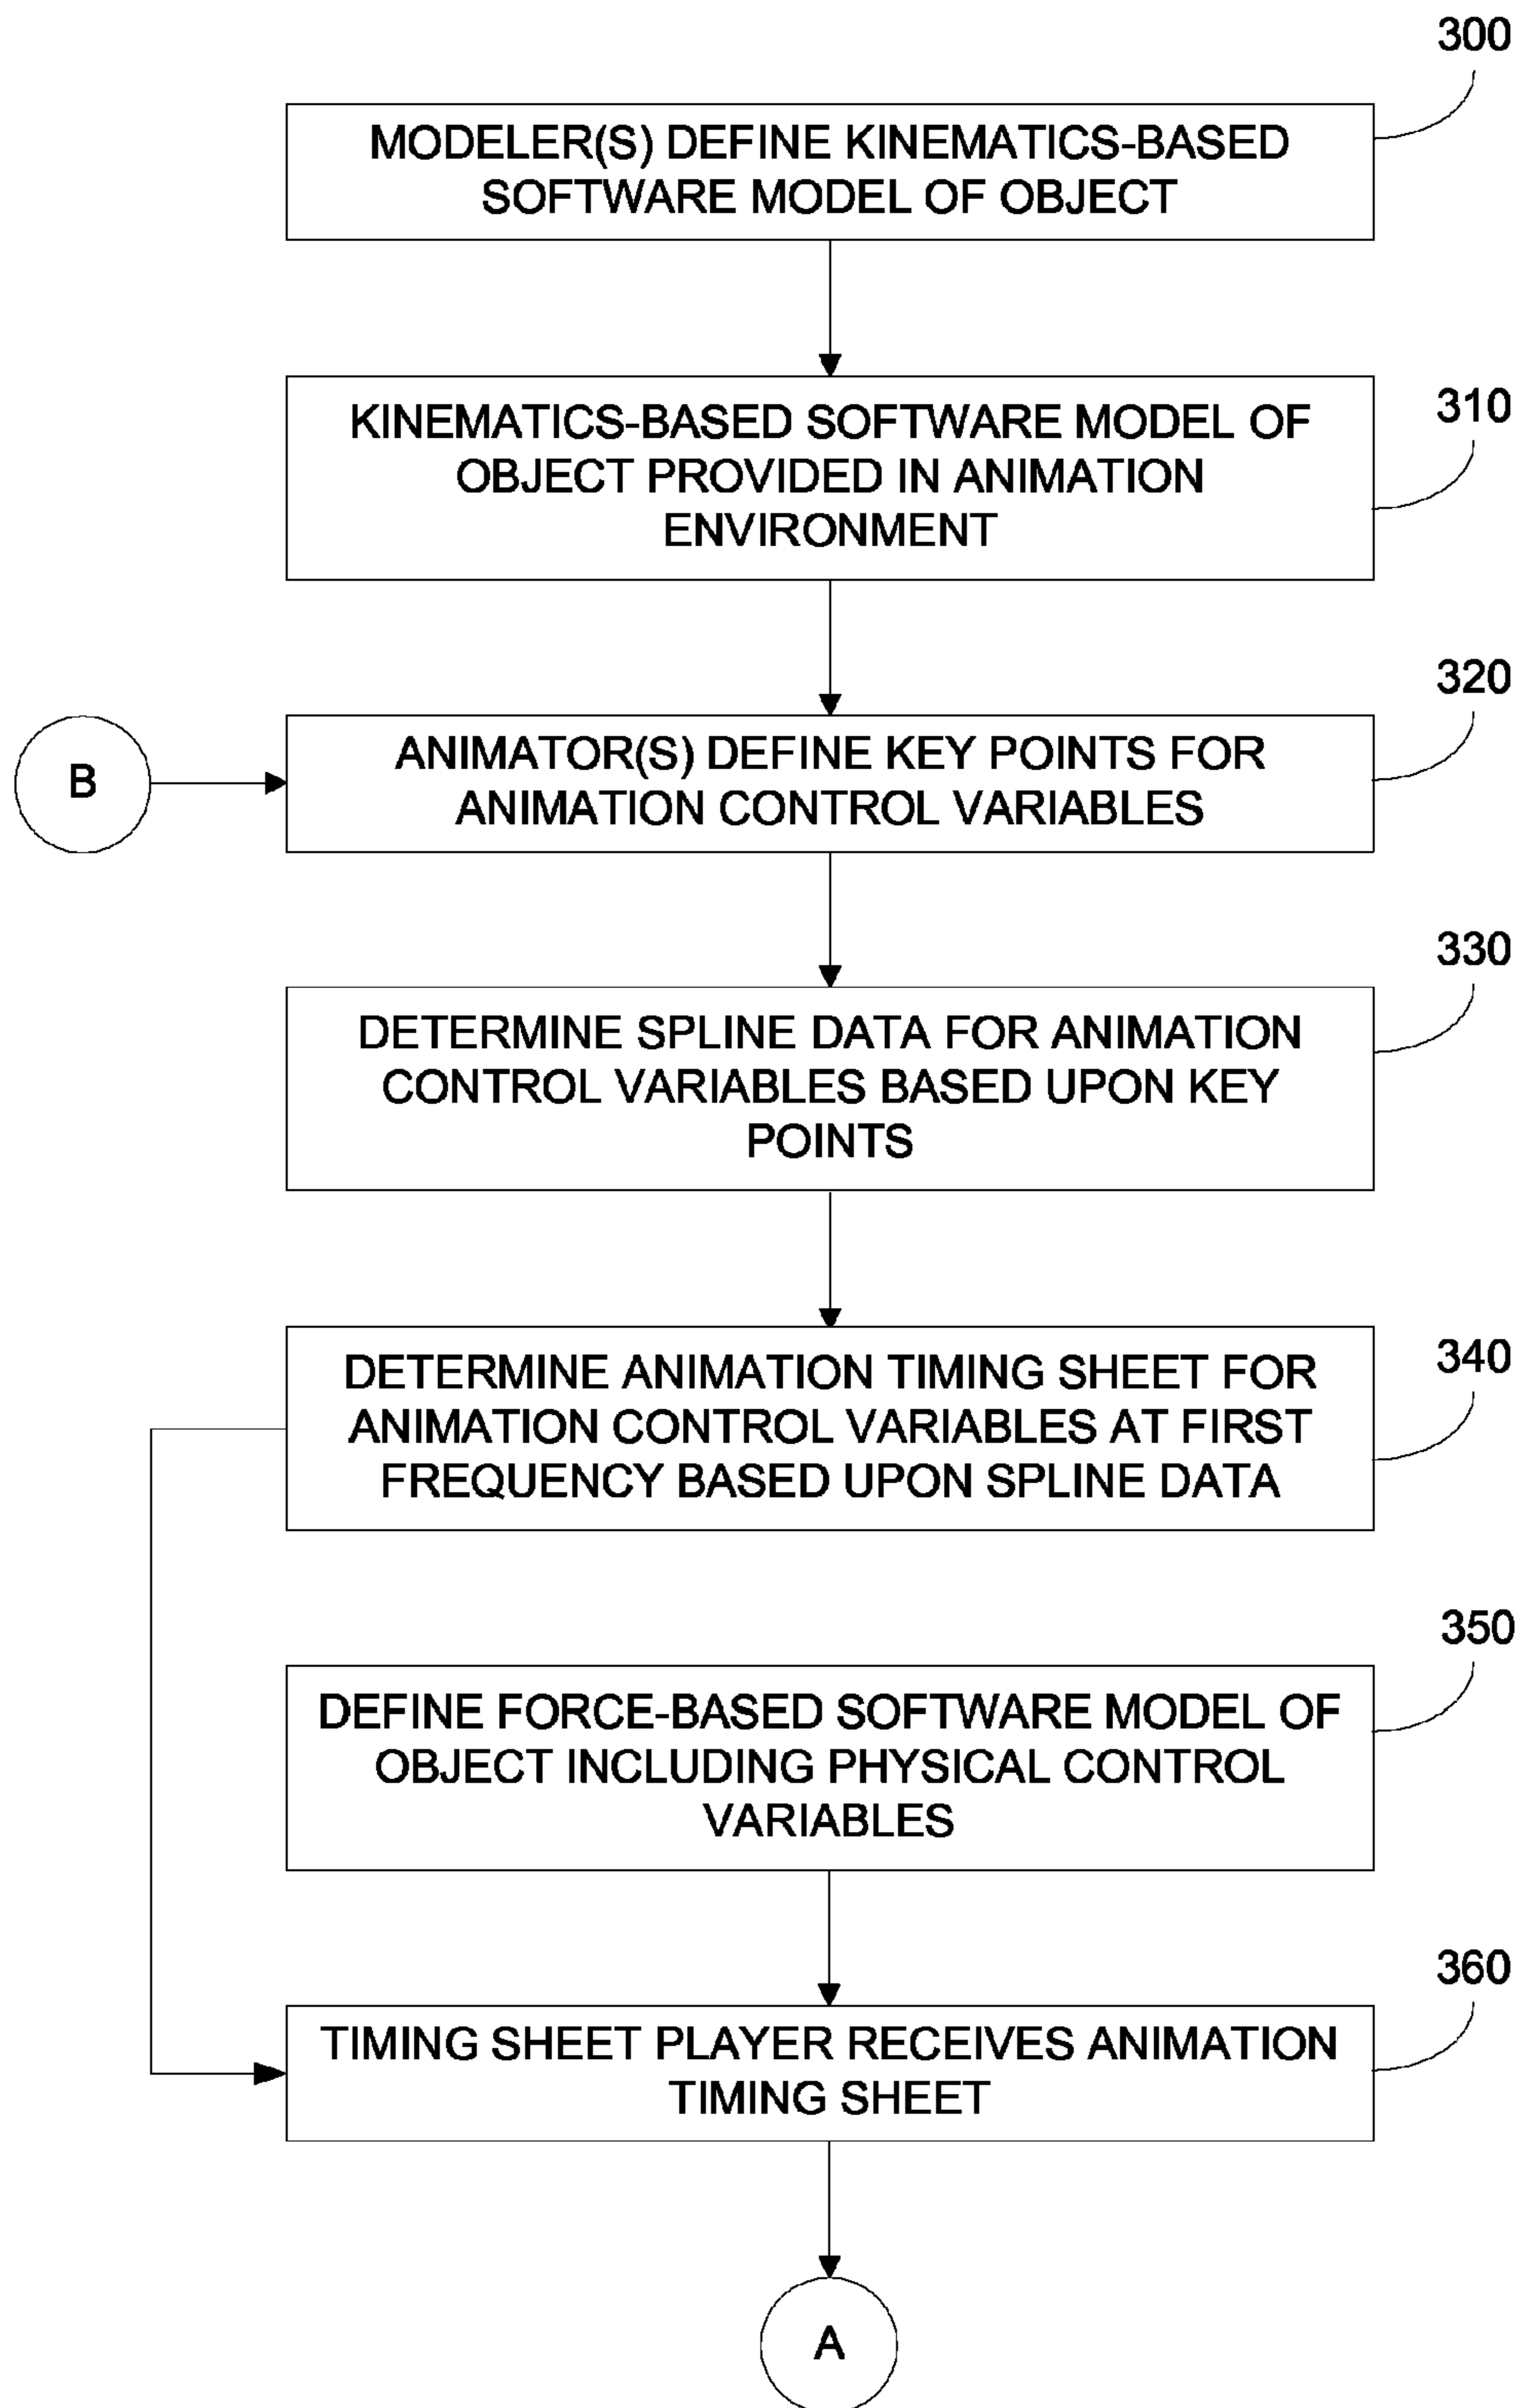 300
MODELER(S) DEFINE KINEMATICS-BASED
SOFTWARE MODEL OF OBJECT
310
KINEMATICS-BASED SOFTWARE MODEL OF
OBJECT PROVIDED IN ANIMATION
ENVIRONMENT
320
B
ANIMATOR(S) DEFINE KEY POINTS FOR
ANIMATION CONTROL VARIABLES
330
DETERMINE SPLINE DATA FOR ANIMATION
CONTROL VARIABLES BASED UPON KEY
POINTS
340
DETERMINE ANIMATION TIMING SHEET FOR
ANIMATION CONTROL VARIABLES AT FIRST
FREQUENCY BASED UPON SPLINE DATA
350
DEFINE FORCE-BASED SOFTWARE MODEL OF
OBJECT INCLUDING PHYSICAL CONTROL
VARIABLES
360
TIMING SHEET PLAYER RECEIVES ANIMATION
TIMING SHEET
A